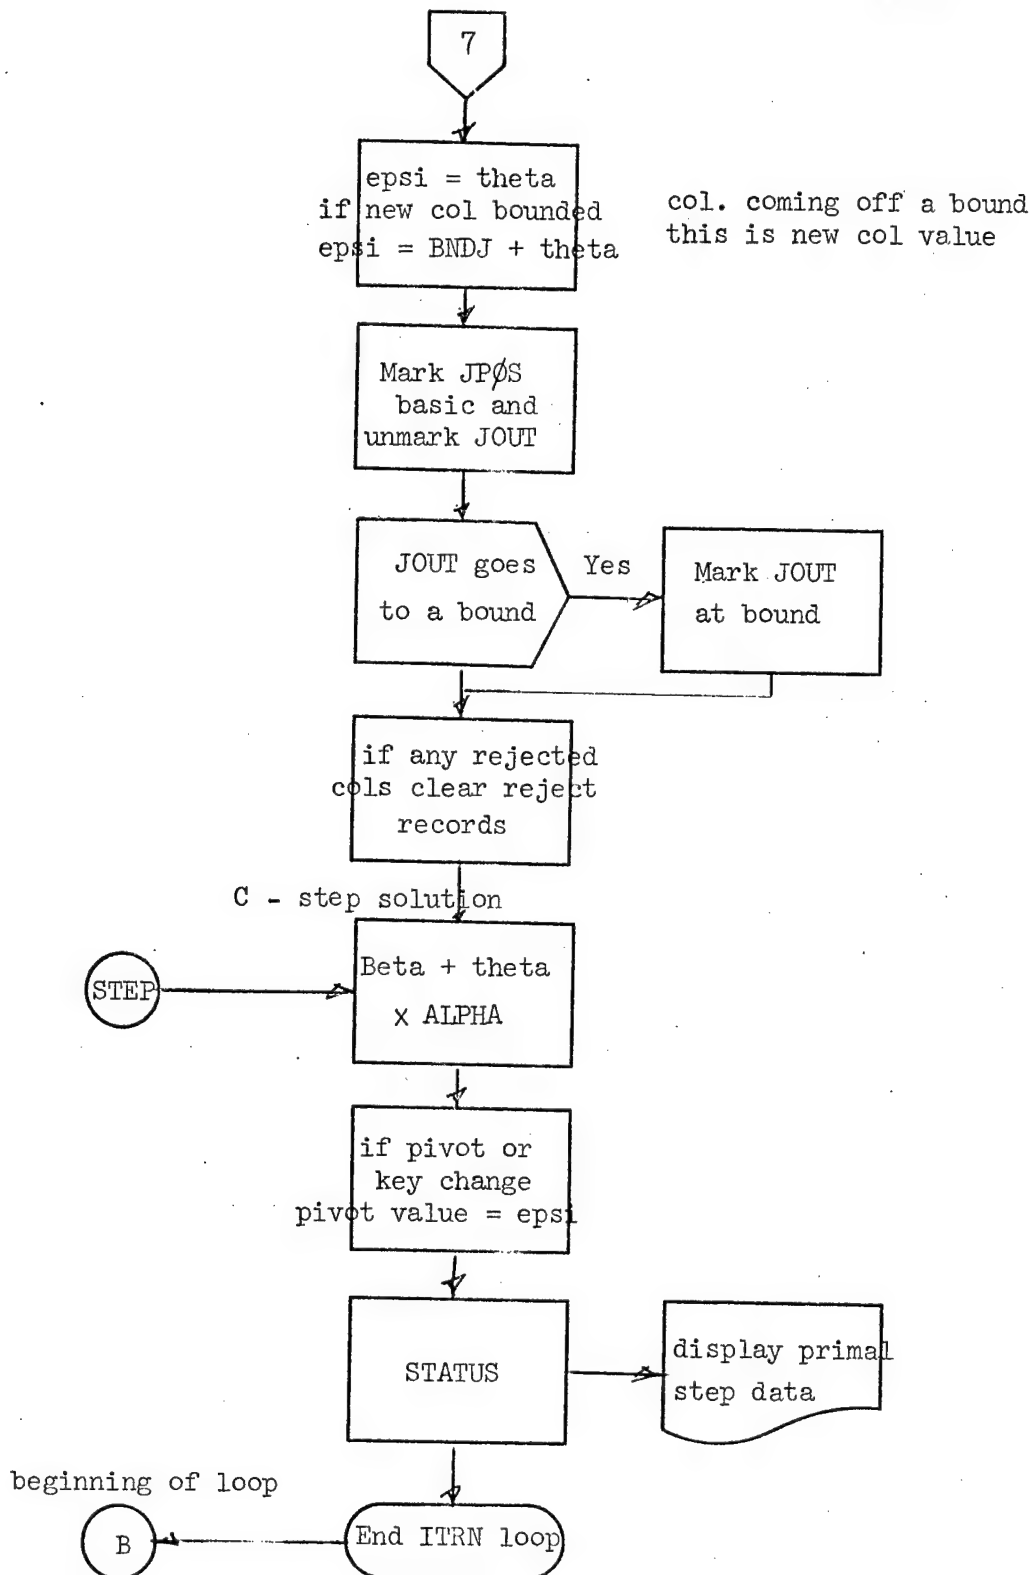 7
epsi = theta
if new col bounded
epsi = BNDJ + theta
col. coming off a bound
this is new col value
Mark JPØS
basic and
unmark JOUT
JOUT goes
to a bound
Yes
Mark JOUT
at bound
if any rejected
cols clear reject
records
C - step solution
STEP
Beta + theta
x ALPHA
if pivot or
key change
pivot value = epsi
STATUS
display primal
step data
beginning of loop
B
End ITRN loop